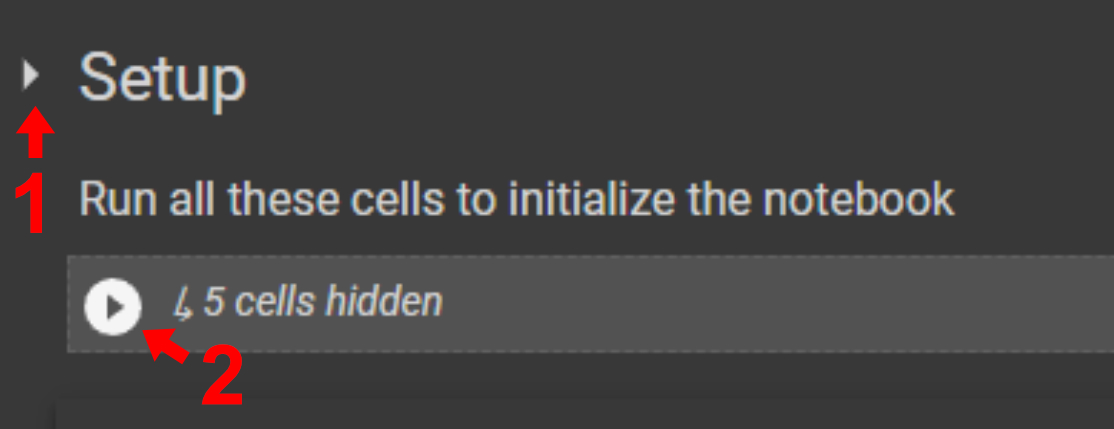 Setup
1
Run all these cells to initialize the notebook
5 cells hidden
2